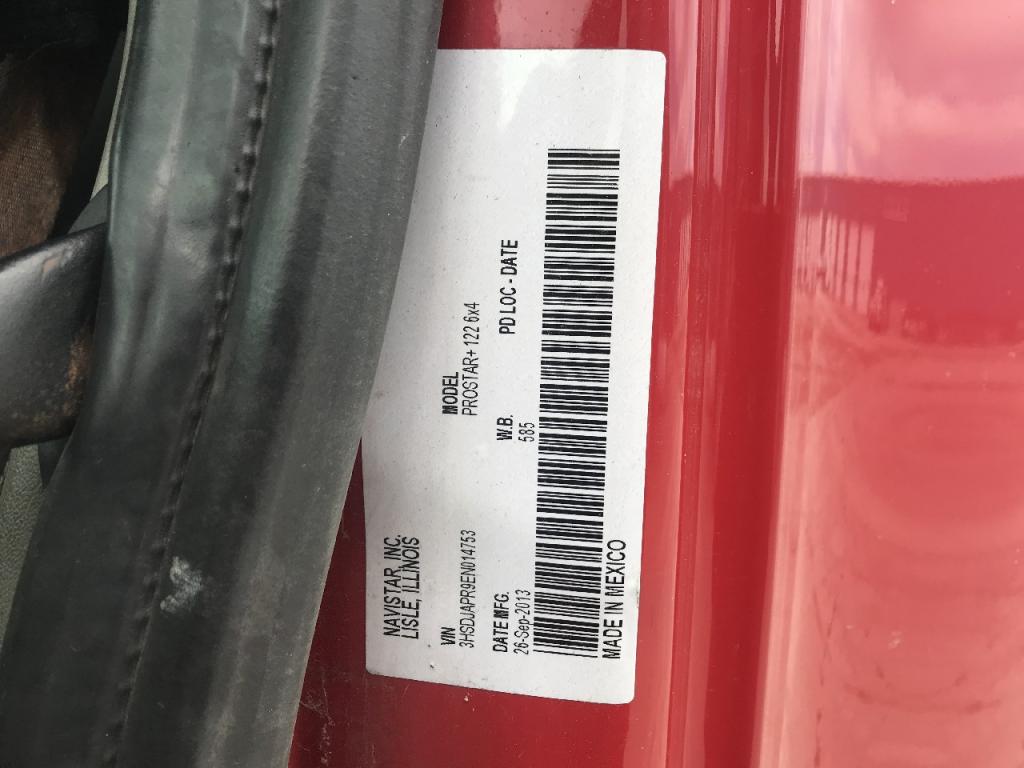 NAVISTAR INC.
LISLE, ILLINOIS
VIN
3HSDJAPR9EN014753
MODEL
PROSTAR+ 122 6x4
DATE MFG.
26-Sep-2013
W.B.
585
PD LOC - DATE
MADE IN MEXICO